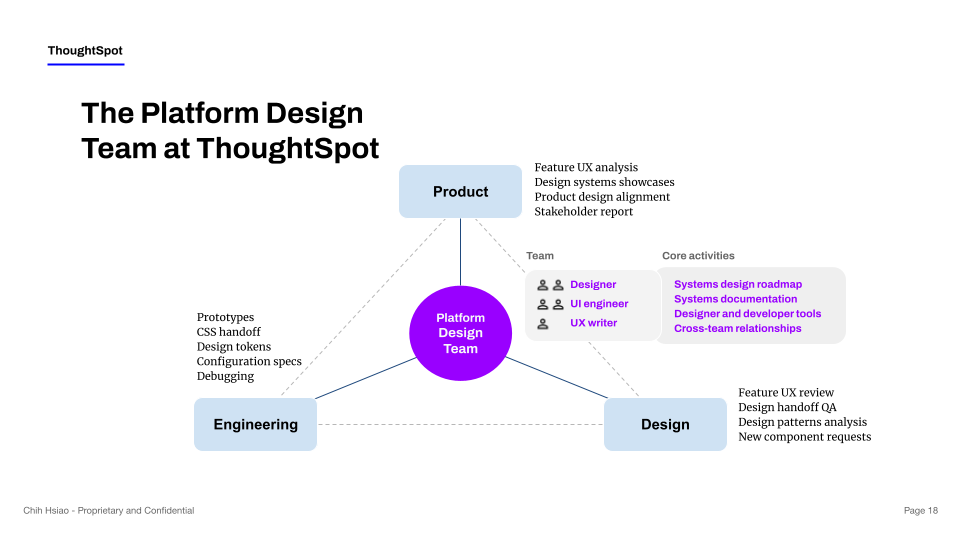 ThoughtSpot
The Platform Design
Team at ThoughtSpot
Product
Feature UX analysis
Design systems showcases
Product design alignment
Stakeholder report
Team
Designer
UI engineer
UX writer
Core activities
Systems design roadmap
Systems documentation
Designer and developer tools
Cross-team relationships
Platform
Design
Team
Prototypes
CSS handoff
Design tokens
Configuration specs
Debugging
Engineering
Design
Feature UX review
Design handoff QA
Design patterns analysis
New component requests
Chih Hsiao - Proprietary and Confidential
Page 18